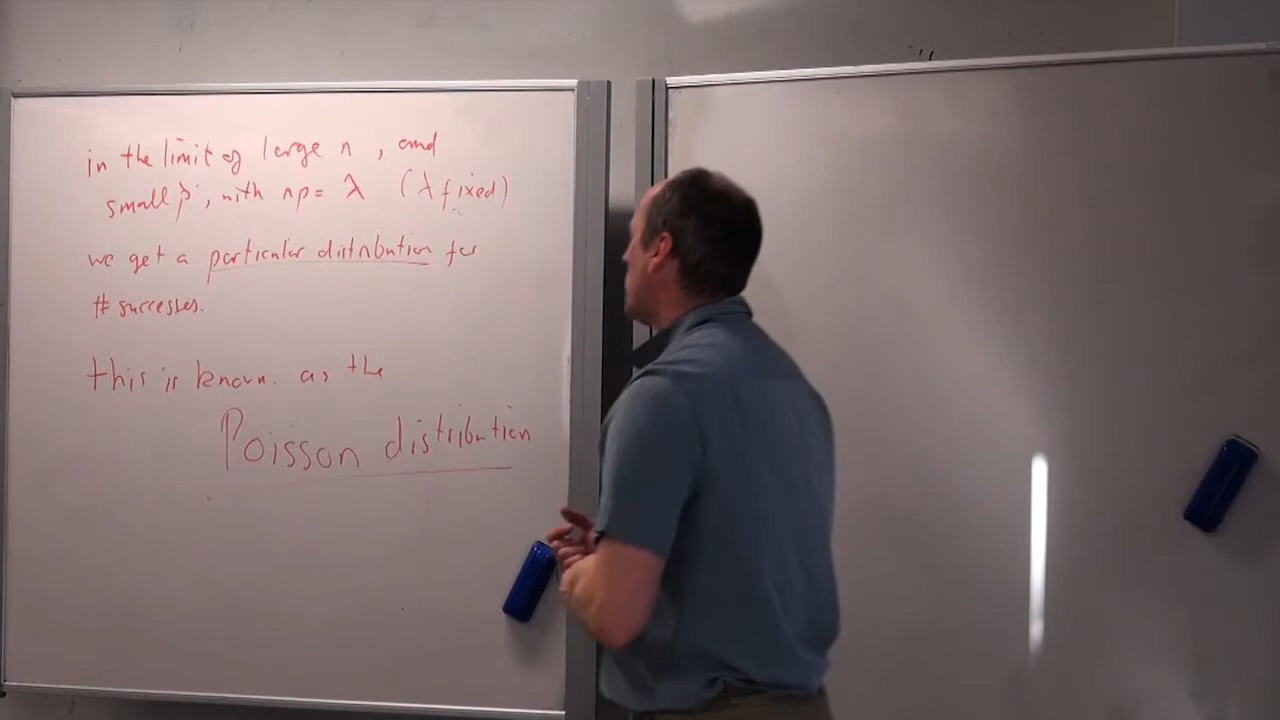 in the limit of large n, and
small p, with np = λ (λ fixed)
we get a particular distribution for
# successes.
this is known as the
Poisson distribution